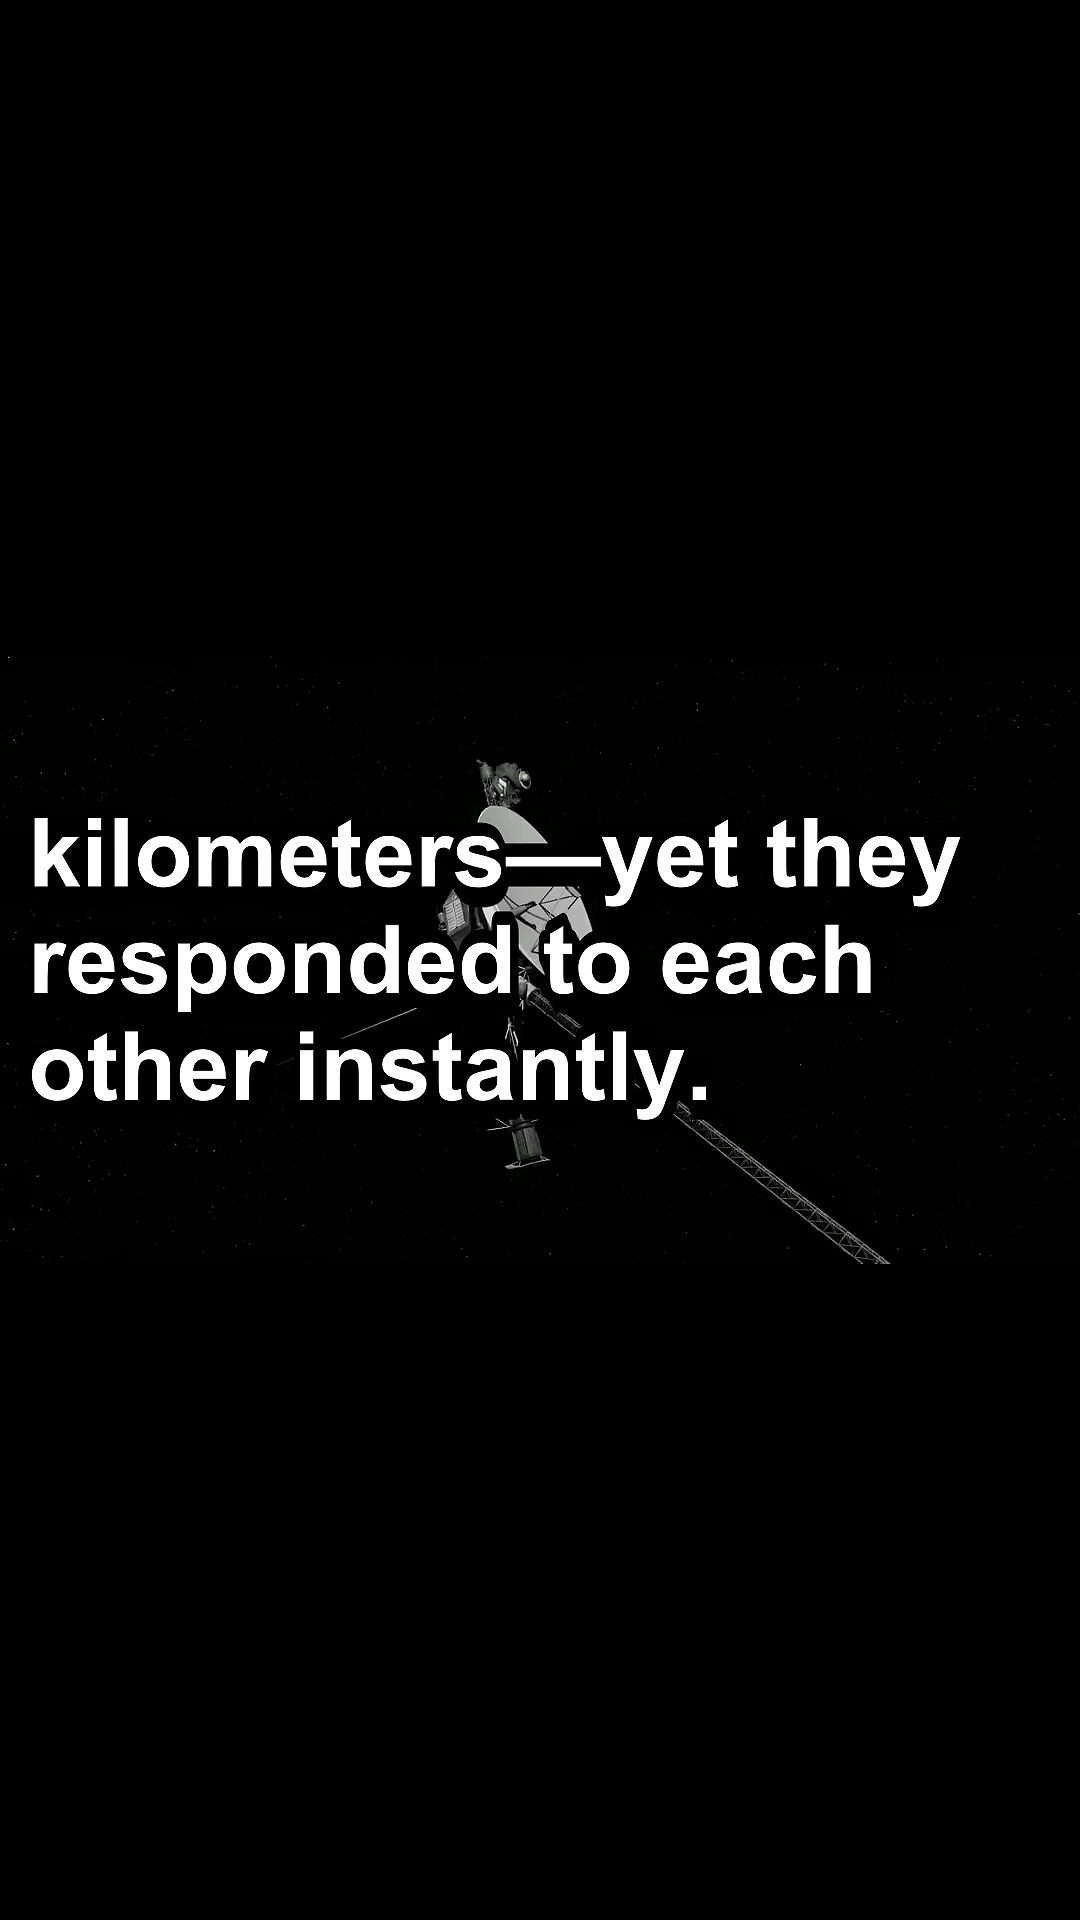 kilometers—yet they
responded to each
other instantly.